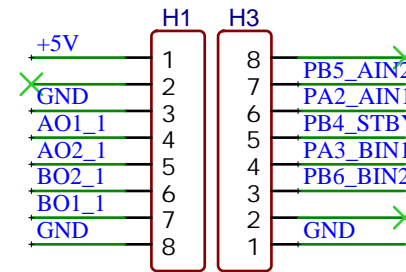 H1 H3
+5V 1 8
2 7 PB5_AIN2
GND 3 6 PA2_AIN1
AO1_1 4 5 PB4_STBY
AO2_1 5 4 PA3_BIN1
BO2_1 6 3 PB6_BIN2
BO1_1 7 2
GND 8 1 GND